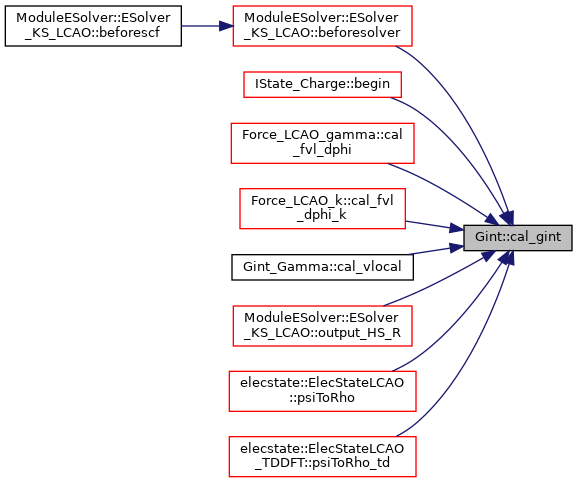 ModuleESolver::ESolver
_KS_LCAO::beforescf
ModuleESolver::ESolver
_KS_LCAO::beforesolver
IState_Charge::begin
Force_LCAO_gamma::cal
_fvl_dphi
Force_LCAO_k::cal_fvl
_dphi_k
Gint::cal_gint
Gint_Gamma::cal_vlocal
ModuleESolver::ESolver
_KS_LCAO::output_HS_R
elecstate::ElecStateLCAO
::psiToRho
elecstate::ElecStateLCAO
_TDDFT::psiToRho_td